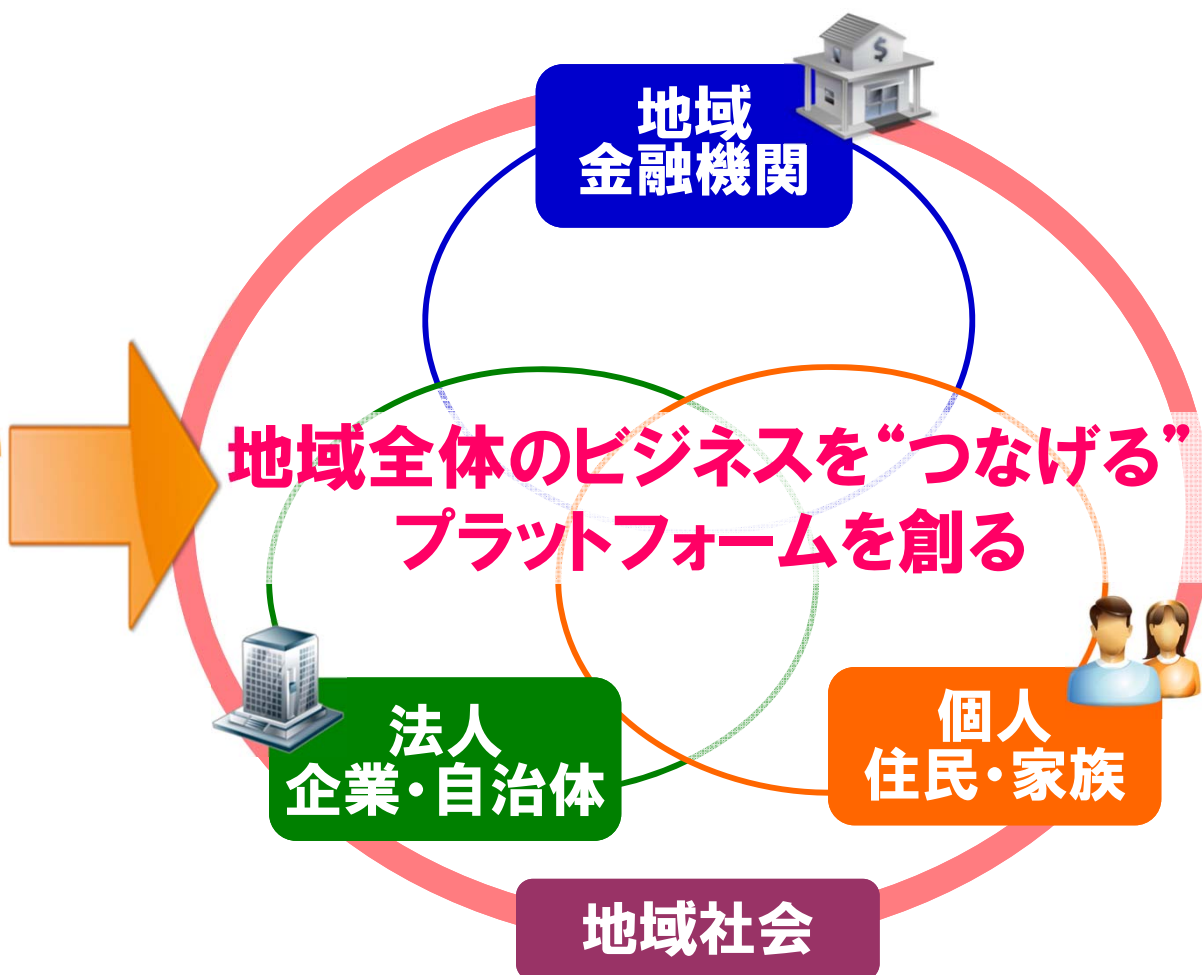 地域
金融機関
地域全体のビジネスを“つなげる”
プラットフォームを創る
法人
企業・自治体
個人
住民・家族
地域社会